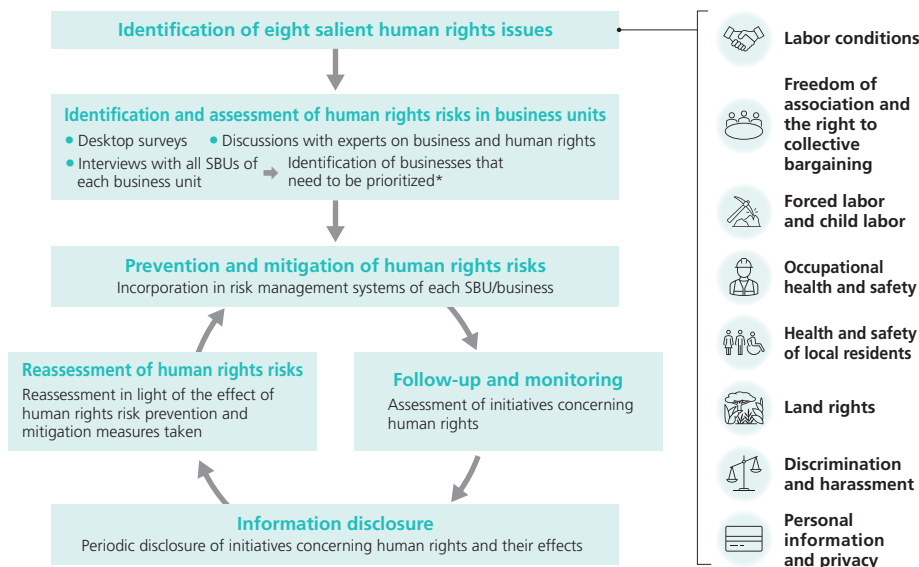 Identification of eight salient human rights issues
Identification and assessment of human rights risks in business units
• Desktop surveys • Discussions with experts on business and human rights
• Interviews with all SBUs of each business unit
Identification of businesses that need to be prioritized*
Prevention and mitigation of human rights risks
Incorporation in risk management systems of each SBU/business
Reassessment of human rights risks
Reassessment in light of the effect of
human rights risk prevention and
mitigation measures taken
Follow-up and monitoring
Assessment of initiatives concerning
human rights
Information disclosure
Periodic disclosure of initiatives concerning human rights and their effects
Labor conditions
Freedom of
association and
the right to
collective
bargaining
Forced labor
and child labor
Occupational
health and safety
Health and safety
of local residents
Land rights
Discrimination
and harassment
Personal
information
and privacy